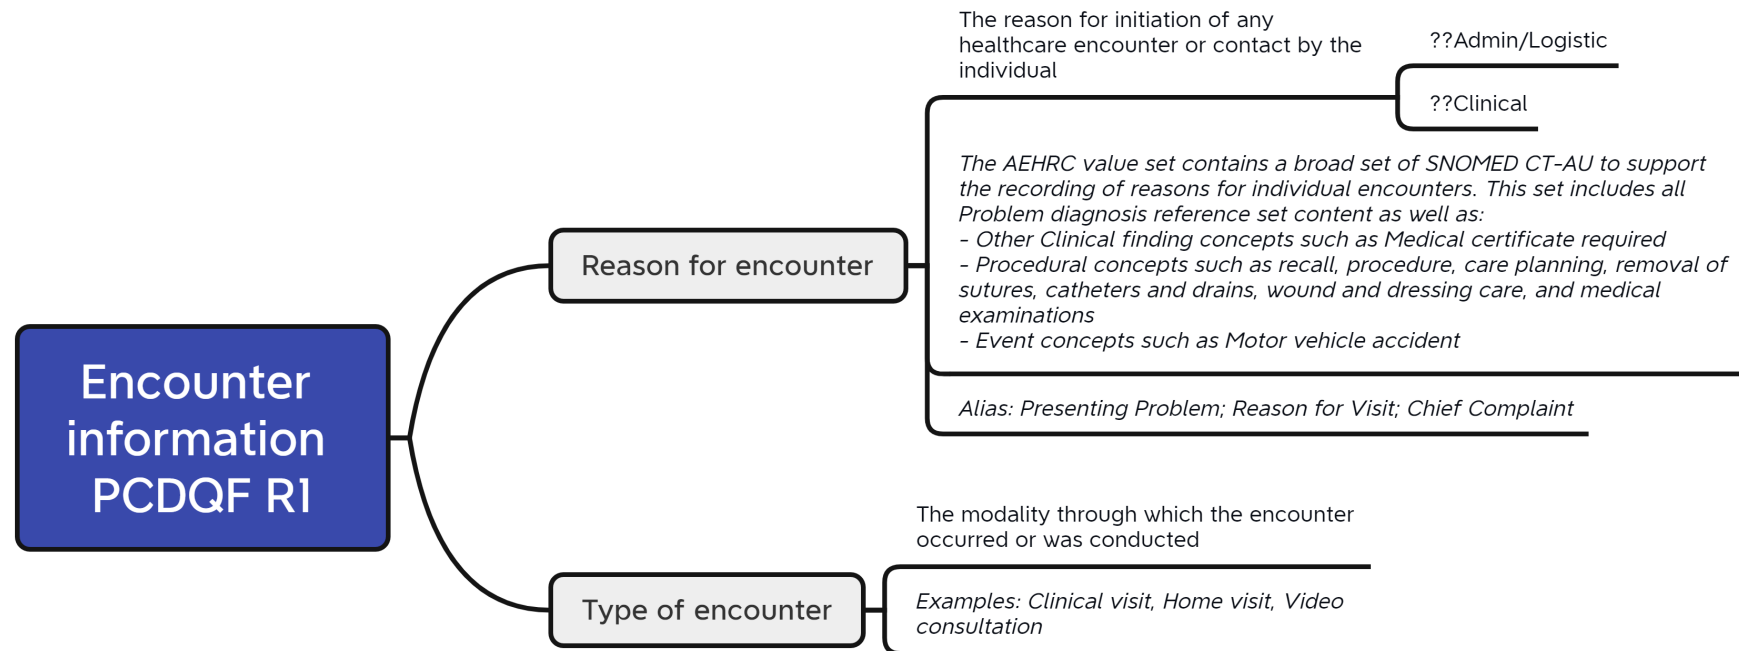 Encounter
information
PCDQF R1
Reason for encounter
The reason for initiation of any
healthcare encounter or contact by the
individual
??Admin/Logistic
??Clinical
The AEHRC value set contains a broad set of SNOMED CT-AU to support
the recording of reasons for individual encounters. This set includes all
Problem diagnosis reference set content as well as:
- Other Clinical finding concepts such as Medical certificate required
- Procedural concepts such as recall, procedure, care planning, removal of
sutures, catheters and drains, wound and dressing care, and medical
examinations
- Event concepts such as Motor vehicle accident
Alias: Presenting Problem; Reason for Visit; Chief Complaint
Type of encounter
The modality through which the encounter
occurred or was conducted
Examples: Clinical visit, Home visit, Video
consultation